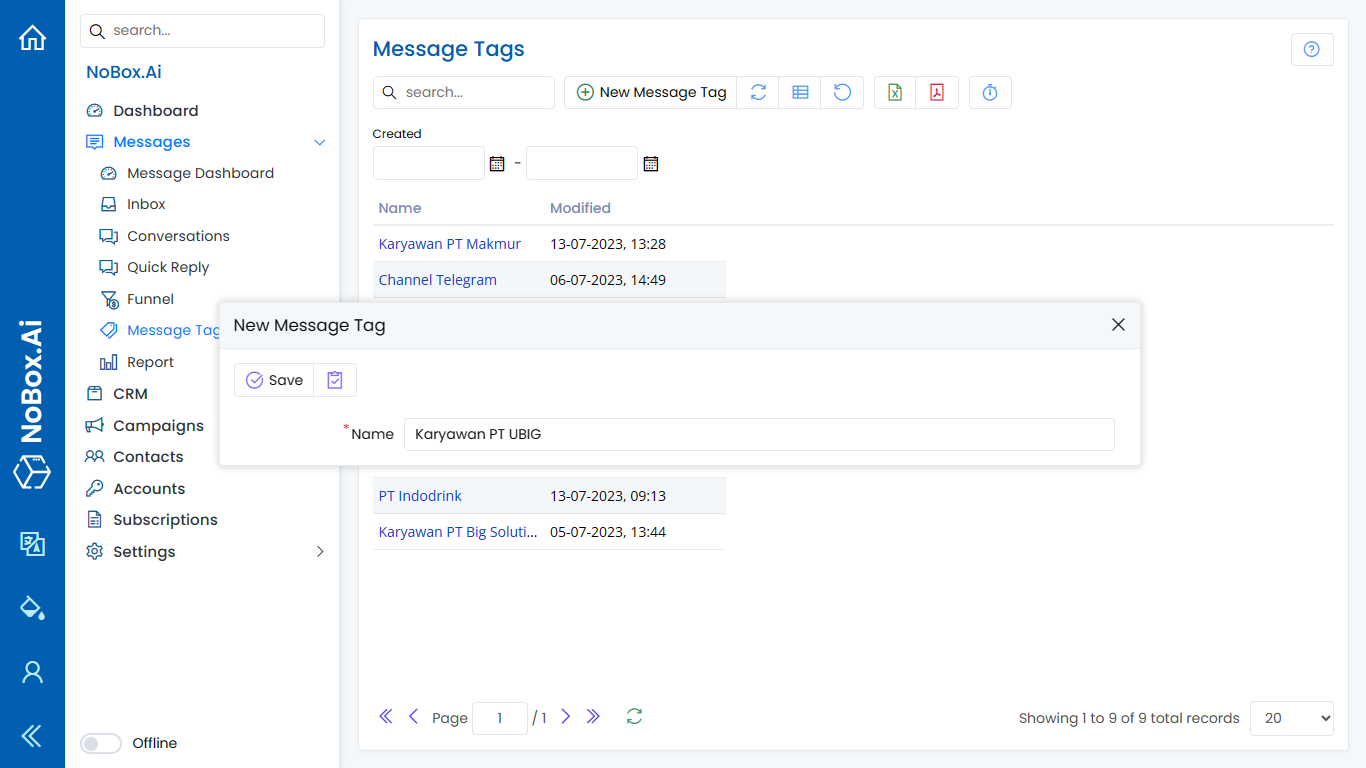 search...
NoBox.Ai
Dashboard
Messages
Message Dashboard
Inbox
Conversations
Quick Reply
Funnel
Message Tag
Report
CRM
Campaigns
Contacts
Accounts
Subscriptions
Settings
Offline
NoBox.Ai
Message Tags
search...
New Message Tag
Created
-
Name Modified
Karyawan PT Makmur 13-07-2023, 13:28
Channel Telegram 06-07-2023, 14:49
New Message Tag
Save
*Name Karyawan PT UBIG
PT Indodrink 13-07-2023, 09:13
Karyawan PT Big Soluti... 05-07-2023, 13:44
Page 1 / 1
Showing 1 to 9 of 9 total records 20